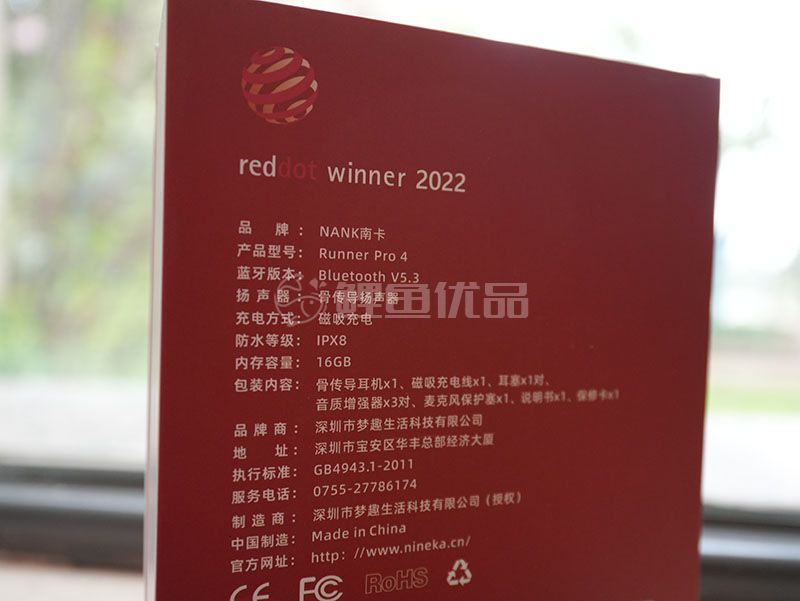 reddot winner 2022
品 牌： NANK南卡
产品型号： Runner Pro 4
蓝牙版本： Bluetooth V5.3
扬声器： 骨传导扬声器
鲤鱼优品
充电方式： 磁吸充电
防水等级： IPX8
内存容量： 16GB
包装内容： 骨传导耳机x1、磁吸充电线x1、耳塞x1对、
音质增强器x3对、麦克风保护塞x1、说明书x1、保修卡x1
品牌商： 深圳市梦趣生活科技有限公司
地 址： 深圳市宝安区华丰总部经济大厦
执行标准： GB4943.1-2011
服务电话： 0755-27786174
制造商： 深圳市梦趣生活科技有限公司（授权）
中国制造： Made in China
官方网址： http：//www.nineka.cn/
CE FC RoHS